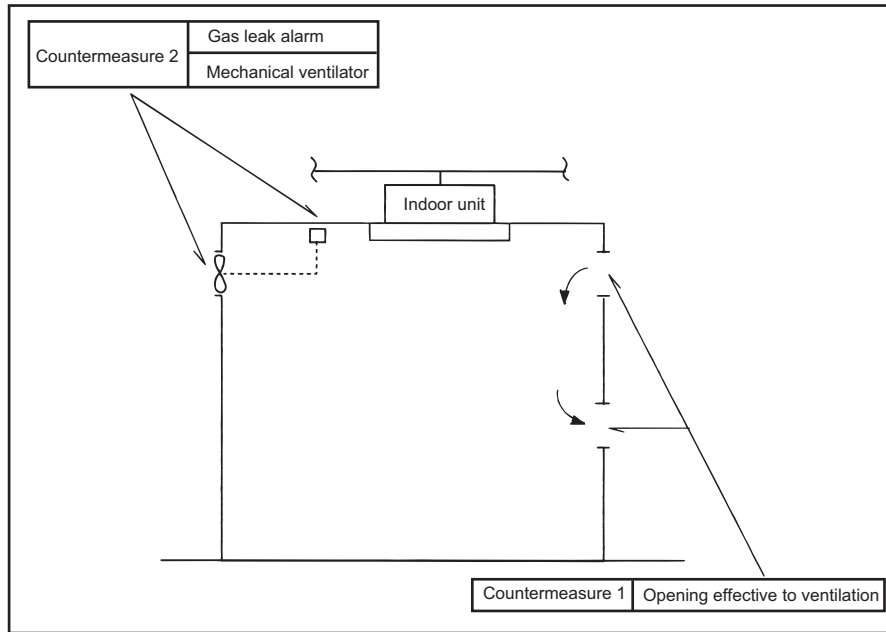 Countermeasure 2
Gas leak alarm
Mechanical ventilator
Indoor unit
Countermeasure 1
Opening effective to ventilation